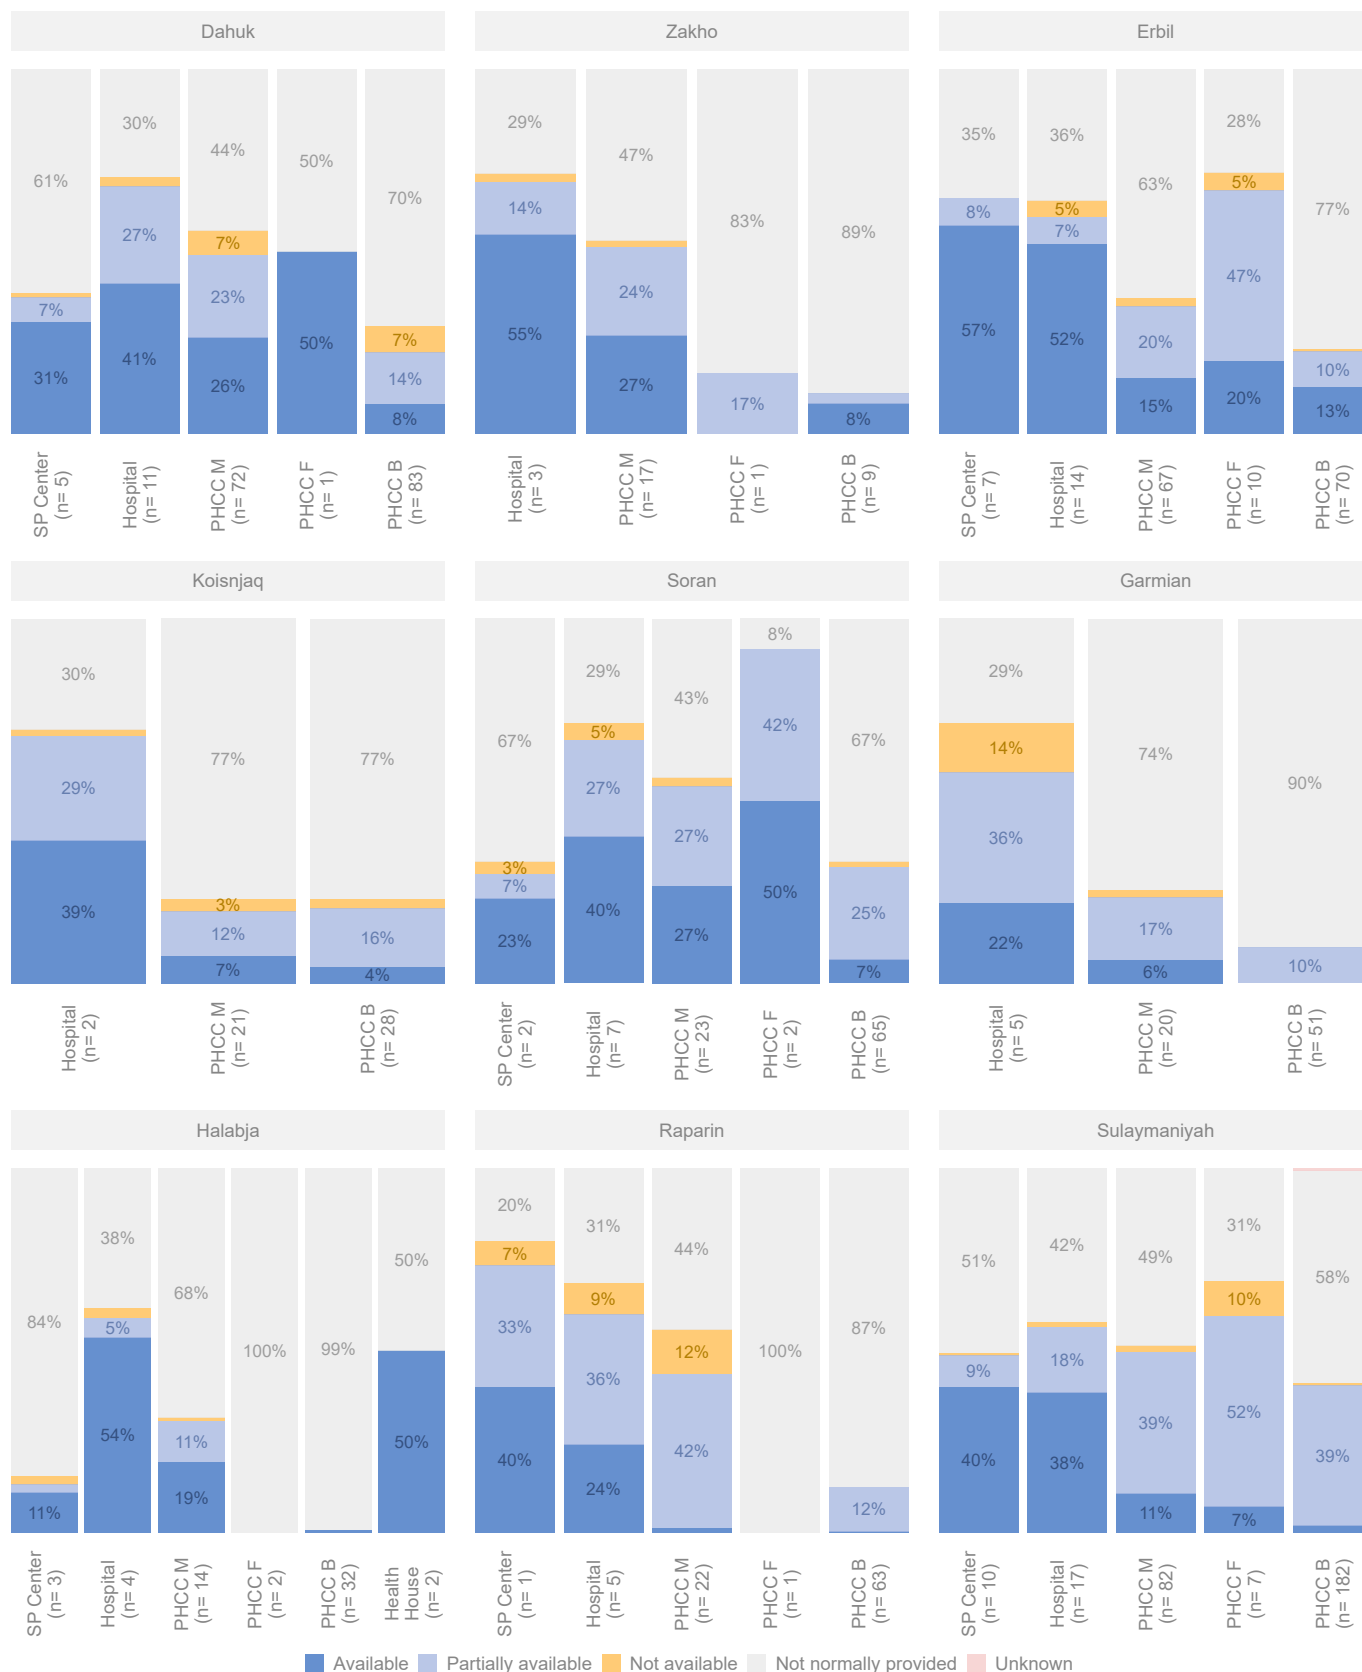 Dahuk
Zakho
Erbil
61%
7%
31%
30%
27%
41%
44%
7%
23%
26%
50%
50%
70%
7%
14%
8%
29%
14%
55%
47%
24%
27%
83%
17%
89%
8%
35%
8%
57%
36%
5%
7%
52%
63%
20%
15%
28%
5%
47%
20%
77%
10%
13%
SP Center
(n= 5)
Hospital
(n= 11)
PHCC M
(n= 72)
PHCC F
(n= 1)
PHCC B
(n= 83)
Hospital
(n= 3)
PHCC M
(n= 17)
PHCC F
(n= 1)
PHCC B
(n= 9)
SP Center
(n= 7)
Hospital
(n= 14)
PHCC M
(n= 67)
PHCC F
(n= 10)
PHCC B
(n= 70)
Koisnjaq
Soran
Garmian
30%
29%
39%
77%
3%
12%
7%
77%
16%
4%
67%
3%
7%
23%
29%
5%
27%
40%
43%
27%
27%
8%
42%
50%
67%
25%
7%
29%
14%
36%
22%
74%
17%
6%
90%
10%
Hospital
(n= 2)
PHCC M
(n= 21)
PHCC B
(n= 28)
SP Center
(n= 2)
Hospital
(n= 7)
PHCC M
(n= 23)
PHCC F
(n= 2)
PHCC B
(n= 65)
Hospital
(n= 5)
PHCC M
(n= 20)
PHCC B
(n= 51)
Halabja
Raparin
Sulaymaniyah
84%
11%
38%
5%
54%
68%
11%
19%
100%
99%
50%
50%
20%
7%
33%
40%
31%
9%
36%
24%
44%
12%
42%
100%
87%
12%
51%
9%
40%
42%
18%
38%
49%
39%
11%
31%
10%
52%
7%
58%
39%
SP Center
(n= 3)
Hospital
(n= 4)
PHCC M
(n= 14)
PHCC F
(n= 2)
PHCC B
(n= 32)
Health
House
(n= 2)
SP Center
(n= 1)
Hospital
(n= 5)
PHCC M
(n= 22)
PHCC F
(n= 1)
PHCC B
(n= 63)
SP Center
(n= 10)
Hospital
(n= 17)
PHCC M
(n= 82)
PHCC F
(n= 7)
PHCC B
(n= 182)
Available Partially available Not available Not normally provided Unknown